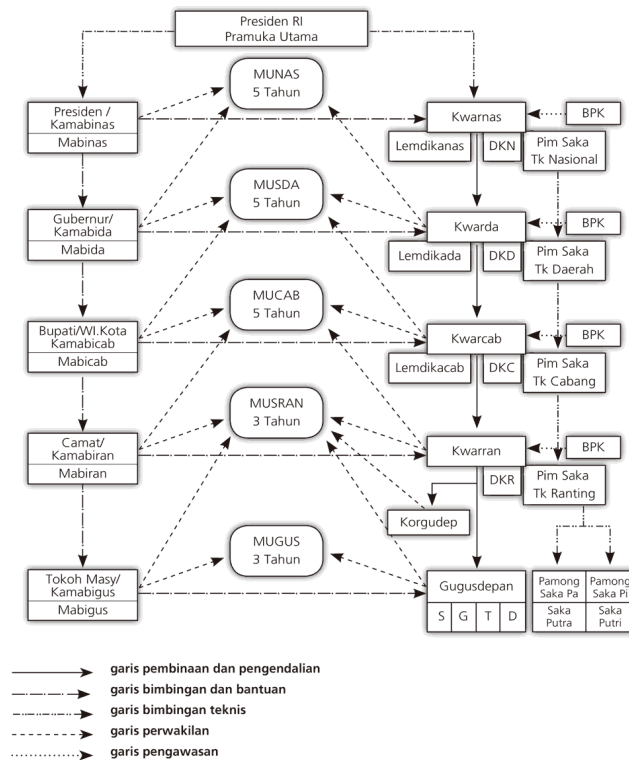 Presiden RI
Pramuka Utama
MUNAS
5 Tahun
Presiden /
Kamabinas
Mabinas
Kwarnas
BPK
Lemdikanas
DKN
Pim Saka
Tk Nasional
MUSDA
5 Tahun
Gubernur/
Kamabida
Mabida
Kwarda
BPK
Lemdikada
DKD
Pim Saka
Tk Daerah
MUCAB
5 Tahun
Bupati/WI.Kota
Kamabicab
Mabicab
Kwarcab
BPK
Lemdikacab
DKC
Pim Saka
Tk Cabang
MUSRAN
3 Tahun
Camat/
Kamabiran
Mabiran
Kwarran
BPK
DKR
Pim Saka
Tk Ranting
Korgudep
MUGUS
3 Tahun
Tokoh Masy/
Kamabigus
Mabigus
Gugusdepan
S G T D
Pamong
Saka Pa
Saka
Putra
Pamong
Saka Pi
Saka
Putri
garis pembinaan dan pengendalian
garis bimbingan dan bantuan
garis bimbingan teknis
garis perwakilan
garis pengawasan